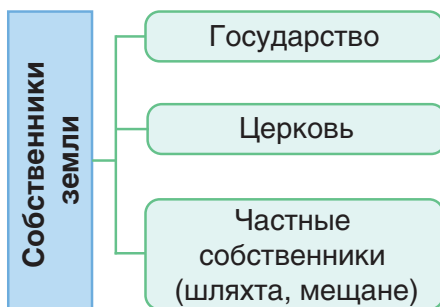 Собственники
земли
Государство
Церковь
Частные
собственники
(шляхта, мещане)